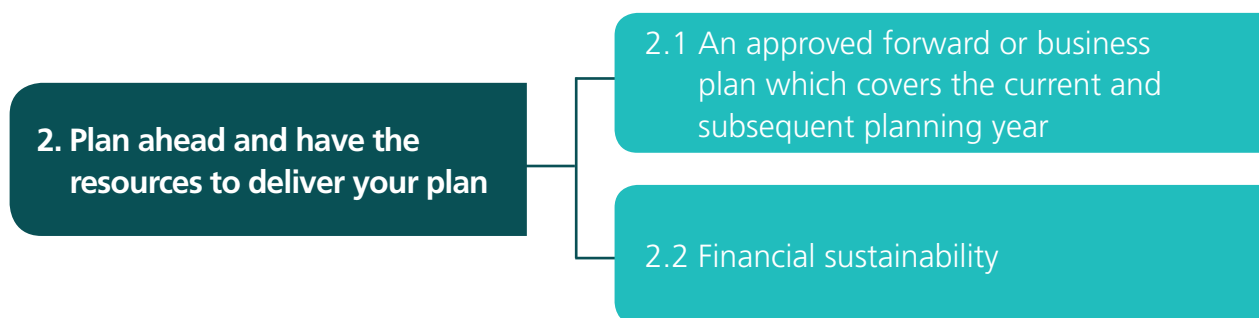 2. Plan ahead and have the
resources to deliver your plan
2.1 An approved forward or business
plan which covers the current and
subsequent planning year
2.2 Financial sustainability